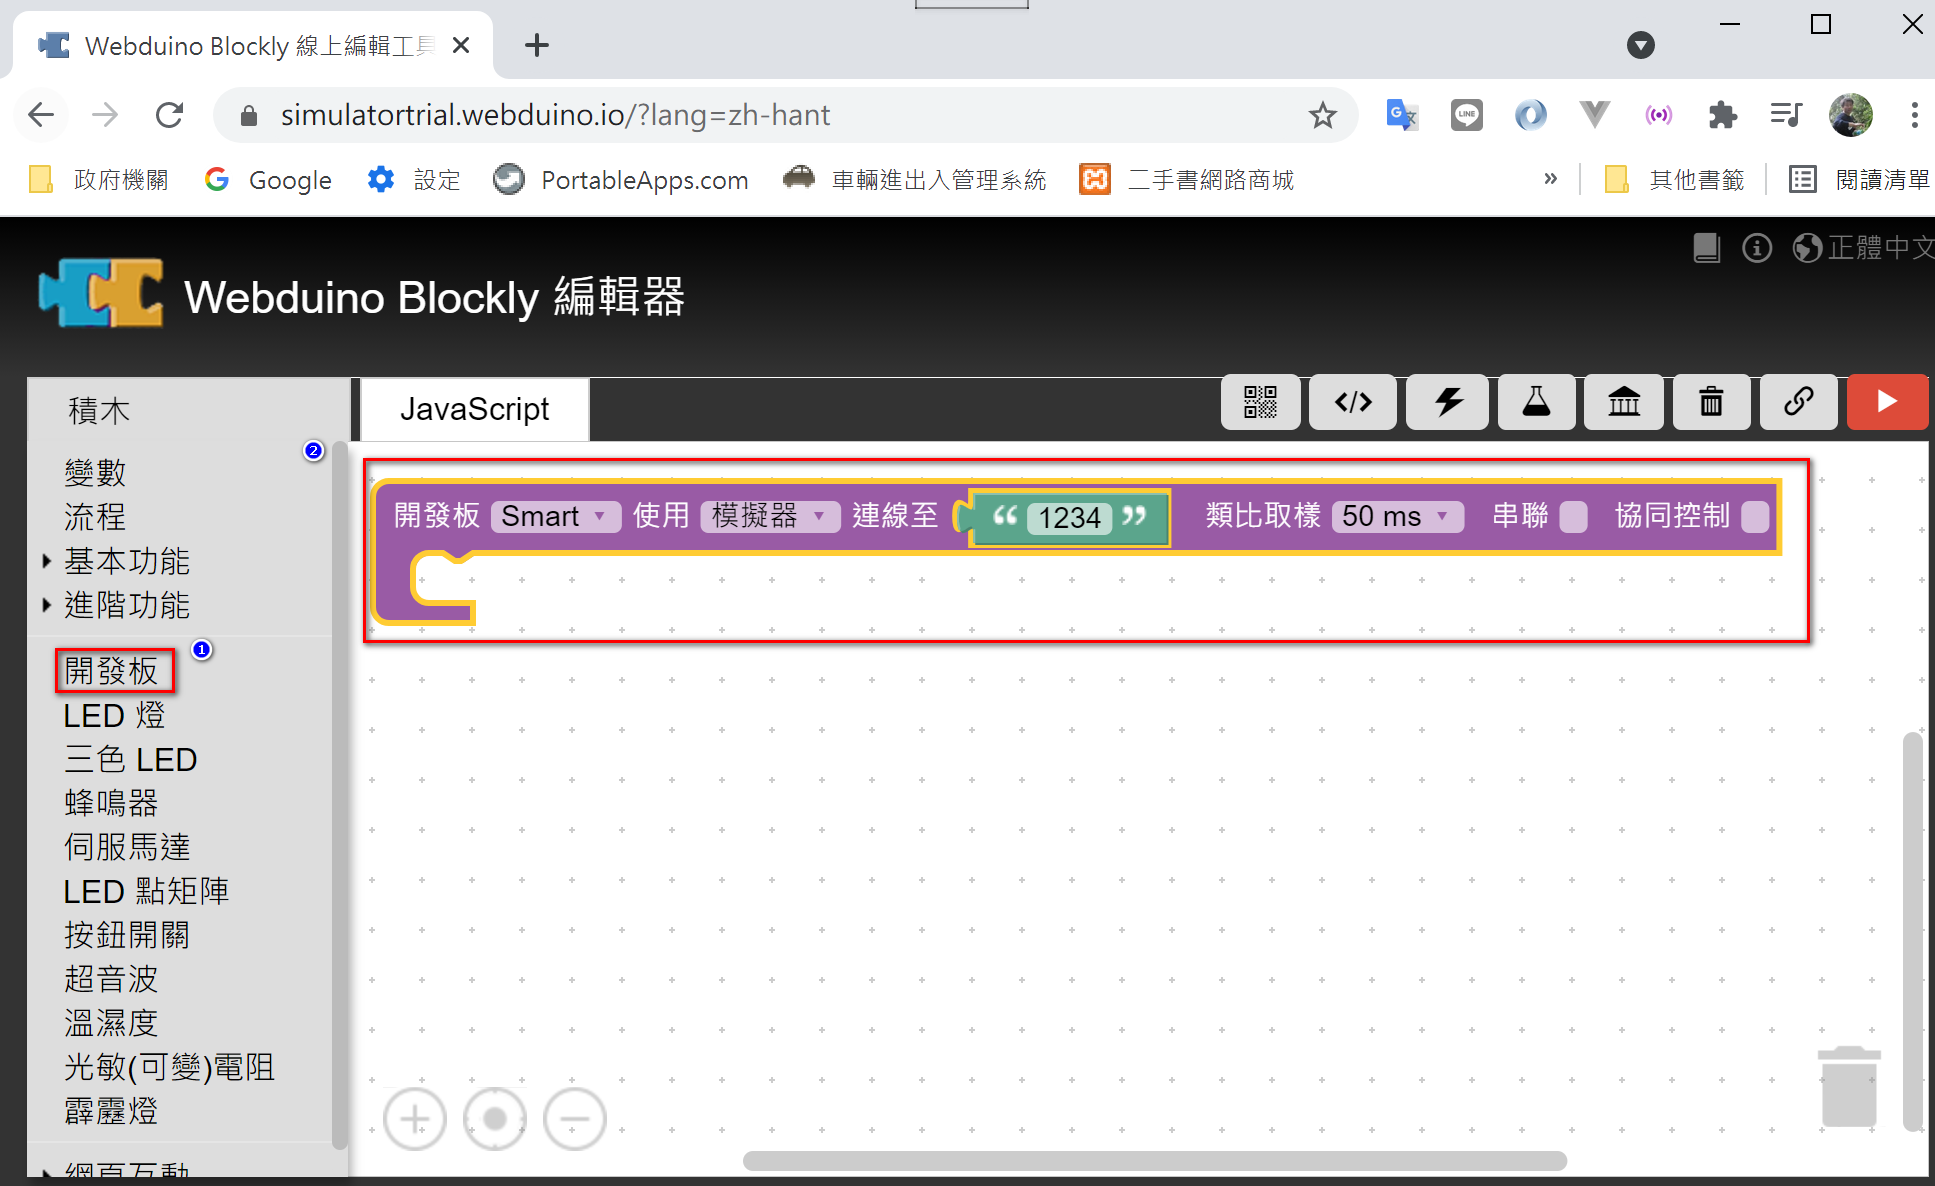 Webduino Blockly 線上編輯工具
simulatortrial.webduino.io/?lang=zh-hant
政府機關
Google
設定
PortableApps.com
車輛進出入管理系統
二手書網路商城
»
其他書籤
閱讀清單
正體中文
Webduino Blockly 編輯器
積木
JavaScript
2
變數
流程
基本功能
進階功能
1
開發板
LED 燈
三色 LED
蜂鳴器
伺服馬達
LED 點矩陣
按鈕開關
超音波
溫濕度
光敏(可變)電阻
霹靂燈
網頁互動
開發板 Smart 使用 模擬器 連線至 “ 1234 ” 類比取樣 50 ms 串聯 協同控制